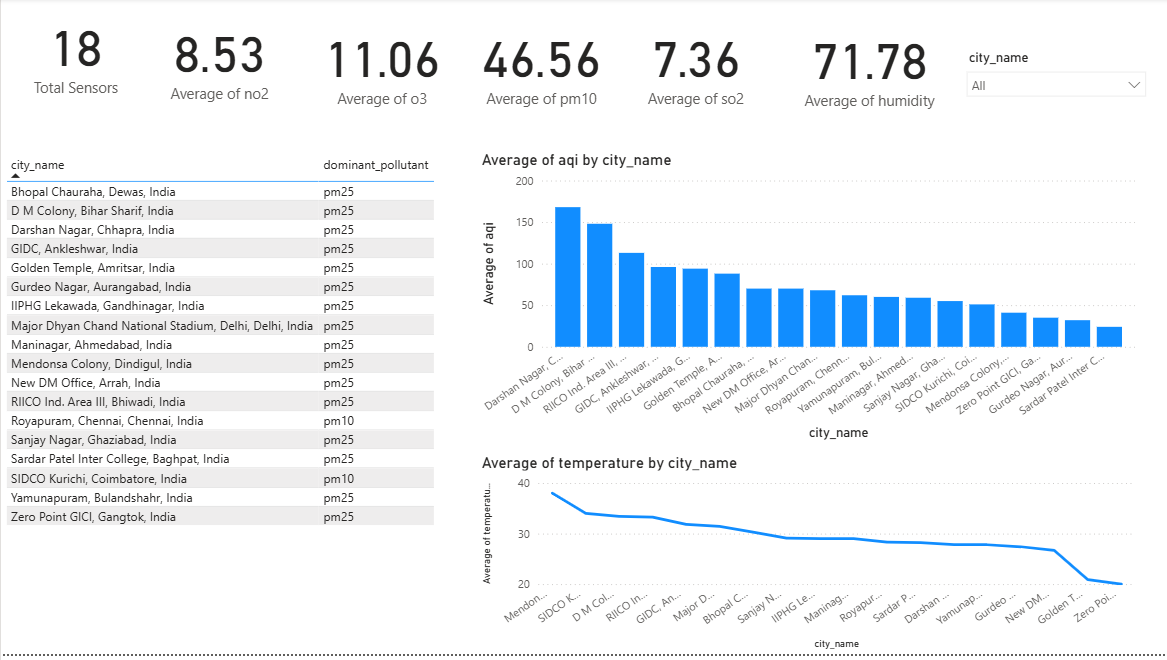 18
Total Sensors
8.53
Average of no2
11.06
Average of o3
46.56
Average of pm10
7.36
Average of so2
71.78
Average of humidity
city_name
All
city_name dominant_pollutant
Bhopal Chauraha, Dewas, India pm25
D M Colony, Bihar Sharif, India pm25
Darshan Nagar, Chhapra, India pm25
GIDC, Ankleshwar, India pm25
Golden Temple, Amritsar, India pm25
Gurdeo Nagar, Aurangabad, India pm25
IIPHG Lekawada, Gandhinagar, India pm25
Major Dhyan Chand National Stadium, Delhi, Delhi, India pm25
Maninagar, Ahmedabad, India pm25
Mendonsa Colony, Dindigul, India pm25
New DM Office, Arrah, India pm25
RIICO Ind. Area III, Bhiwadi, India pm25
Royapuram, Chennai, Chennai, India pm10
Sanjay Nagar, Ghaziabad, India pm25
Sardar Patel Inter College, Baghpat, India pm25
SIDCO Kurichi, Coimbatore, India pm10
Yamunapuram, Bulandshahr, India pm25
Zero Point GICI, Gangtok, India pm25
Average of aqi by city_name
Average of aqi
200
150
100
50
0
Darshan Nagar, C...
D M Colony, Bihar ...
RIICO Ind. Area III, ...
GIDC, Ankleshwar, ...
IIPHG Lekawada, G...
Golden Temple, A...
Bhopal Chauraha, ...
New DM Office, Ar...
Major Dhyan Chan...
Royapuram, Chenn...
Yamunapuram, Bul...
Maninagar, Ahmed...
Sanjay Nagar, Gha...
SIDCO Kurichi, Coi...
Mendonsa Colony,...
Zero Point GICI, Ga...
Gurdeo Nagar, Aur...
Sardar Patel Inter C...
city_name
Average of temperature by city_name
Average of temperatu...
40
30
20
Mendon...
SIDCO K...
D M Col...
RIICO In...
GIDC, An...
Major D...
Bhopal C...
Sanjay N...
IIPHG Le...
Maninag...
Royapur...
Sardar P...
Darshan ...
Yamunap...
Gurdeo ...
New DM...
Golden T...
Zero Poi...
city_name